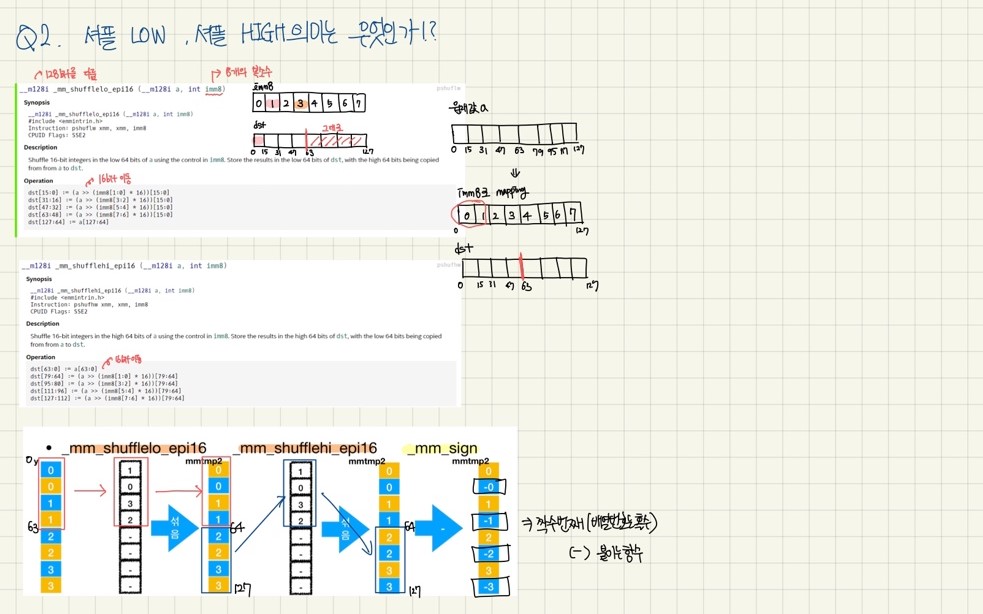 Q2. 셔플 LOW, 셔플 HIGH의 의미는 무엇인가!?
128bit을
8개의
__m128i _mm_shufflelo_epi16 (__m128i a, int imm8)
pshuflw
Synopsis
__m128i _mm_shufflelo_epi16 (__m128i a, int imm8)
#include <emmintrin.h>
Instruction: pshuflw xmm, xmm, imm8
CPUID Flags: SSE2
Description
Shuffle 16-bit integers in the low 64 bits of a using the control in imm8. Store the results in the low 64 bits of dst, with the high 64 bits being copied
from from a to dst.
Operation
16bit 이동
dst[15:0] := (a >> (imm8[1:0] * 16))[15:0]
dst[31:16] := (a >> (imm8[3:2] * 16))[15:0]
dst[47:32] := (a >> (imm8[5:4] * 16))[15:0]
dst[63:48] := (a >> (imm8[7:6] * 16))[15:0]
dst[127:64] := a[127:64]
imm8
0 1 2 3 4 5 6 7
dst
그대로
0 15 31 47 63 127
원래값 a
0 15 31 47 63 79 95 111 127
⇓
imm8로 mapping
0 1 2 3 4 5 6 7
0 127
dst
0 15 31 47 63 127
__m128i _mm_shufflehi_epi16 (__m128i a, int imm8)
pshufhw
Synopsis
__m128i _mm_shufflehi_epi16 (__m128i a, int imm8)
#include <emmintrin.h>
Instruction: pshufhw xmm, xmm, imm8
CPUID Flags: SSE2
Description
Shuffle 16-bit integers in the high 64 bits of a using the control in imm8. Store the results in the high 64 bits of dst, with the low 64 bits being copied
from from a to dst.
Operation
16bit 이동
dst[63:0] := a[63:0]
dst[79:64] := (a >> (imm8[1:0] * 16))[79:64]
dst[95:80] := (a >> (imm8[3:2] * 16))[79:64]
dst[111:96] := (a >> (imm8[5:4] * 16))[79:64]
dst[127:112] := (a >> (imm8[7:6] * 16))[79:64]
• _mm_shufflelo_epi16 _mm_shufflehi_epi16 _mm_sign
0 y mmtmp2 mmtmp2 mmtmp2
0 1 0 1 0 0
0 0 0 0 0 -0
1 3 1 3 1 1
1 2 1 2 1 -1
63 64 64
섞음 섞음 -
2 - 2 - 2 2
2 - 2 - 2 -2
3 - 3 - 3 3
3 - 3 - 3 -3
127 127
⇒ 짝수번째 (배열번호 홀수)
(-) 붙이는 함수